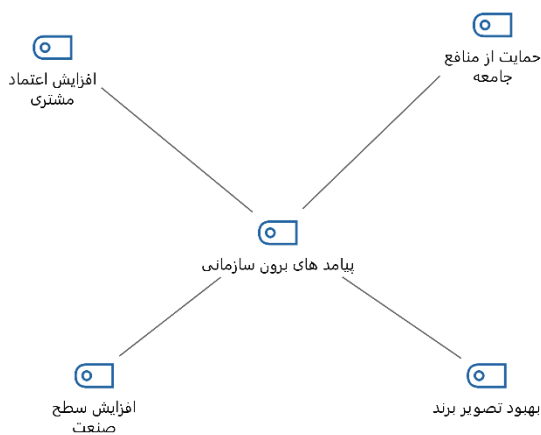 حمایت از منافع
جامعه
افزایش اعتماد
مشتری
پیامد های برون سازمانی
بهبود تصویر برند
افزایش سطح
صنعت